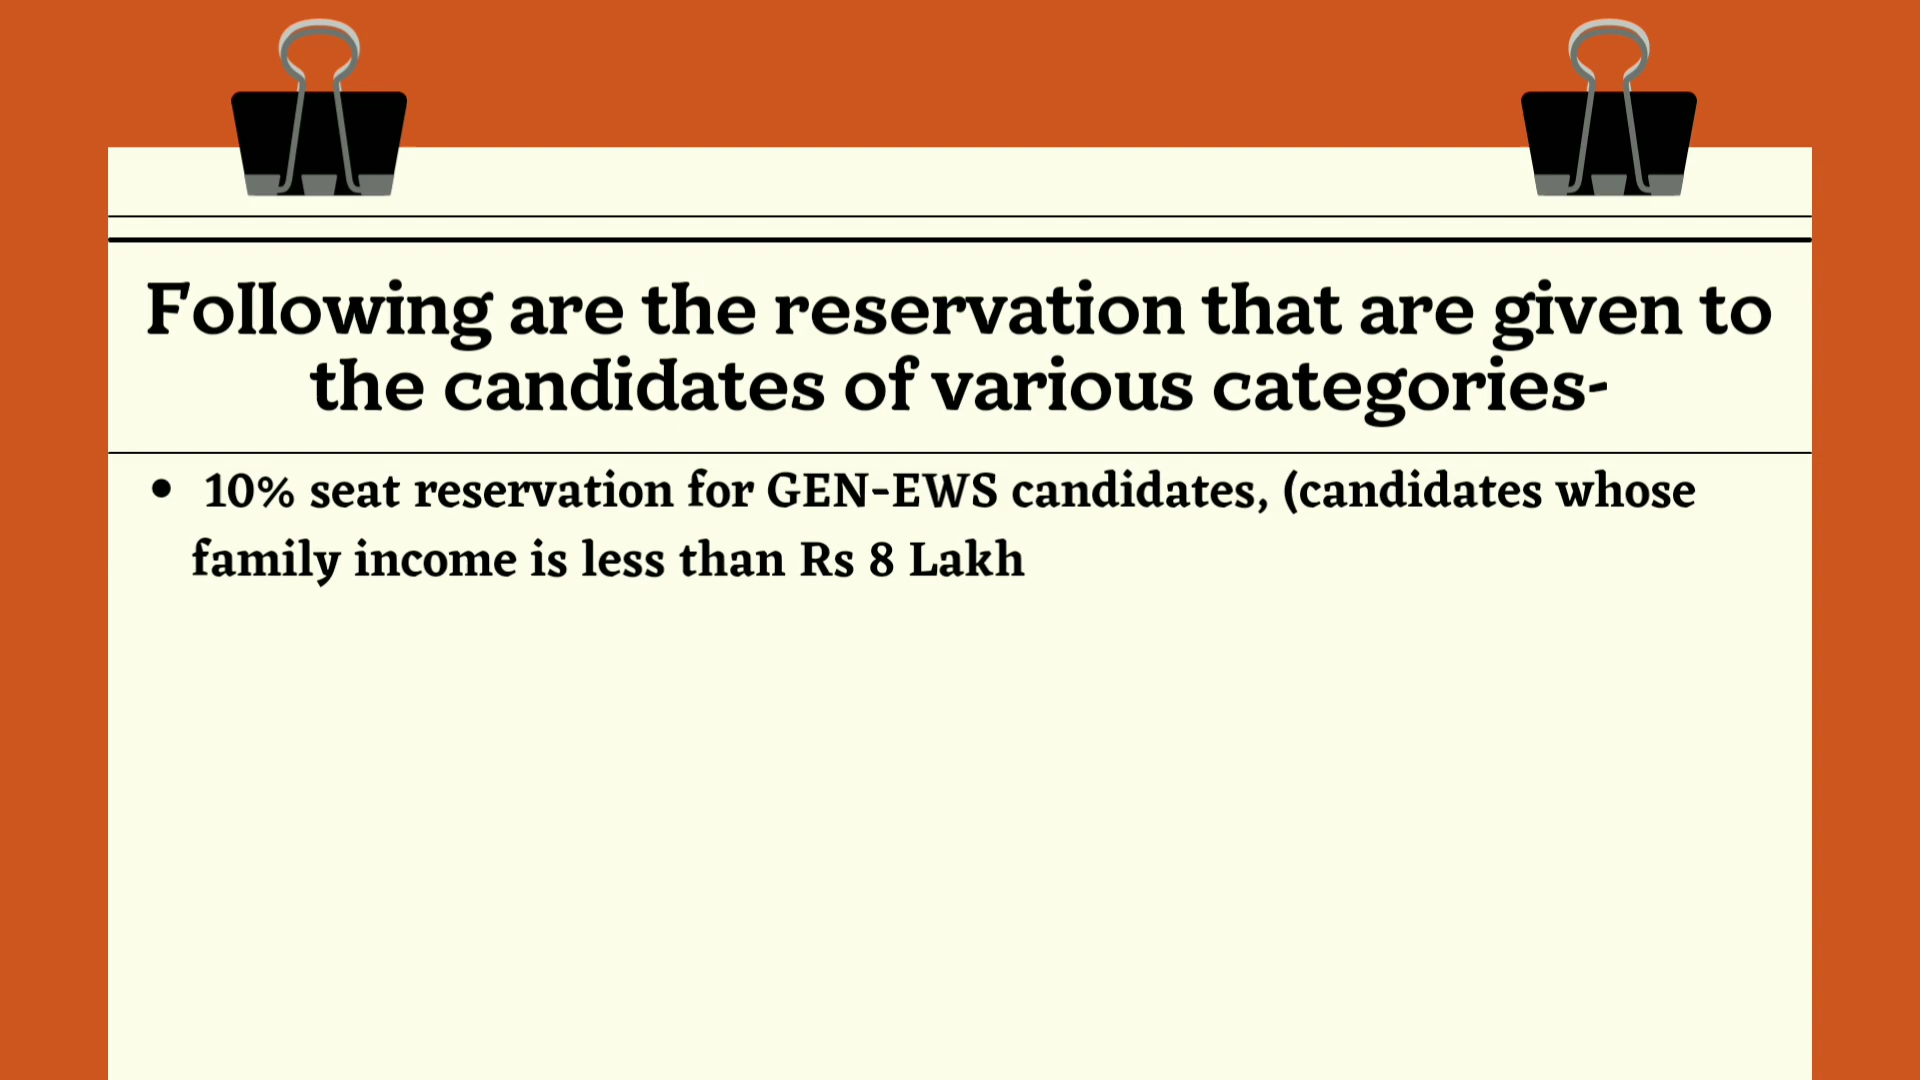 Following are the reservation that are given to
the candidates of various categories-
• 10% seat reservation for GEN-EWS candidates, (candidates whose
family income is less than Rs 8 Lakh